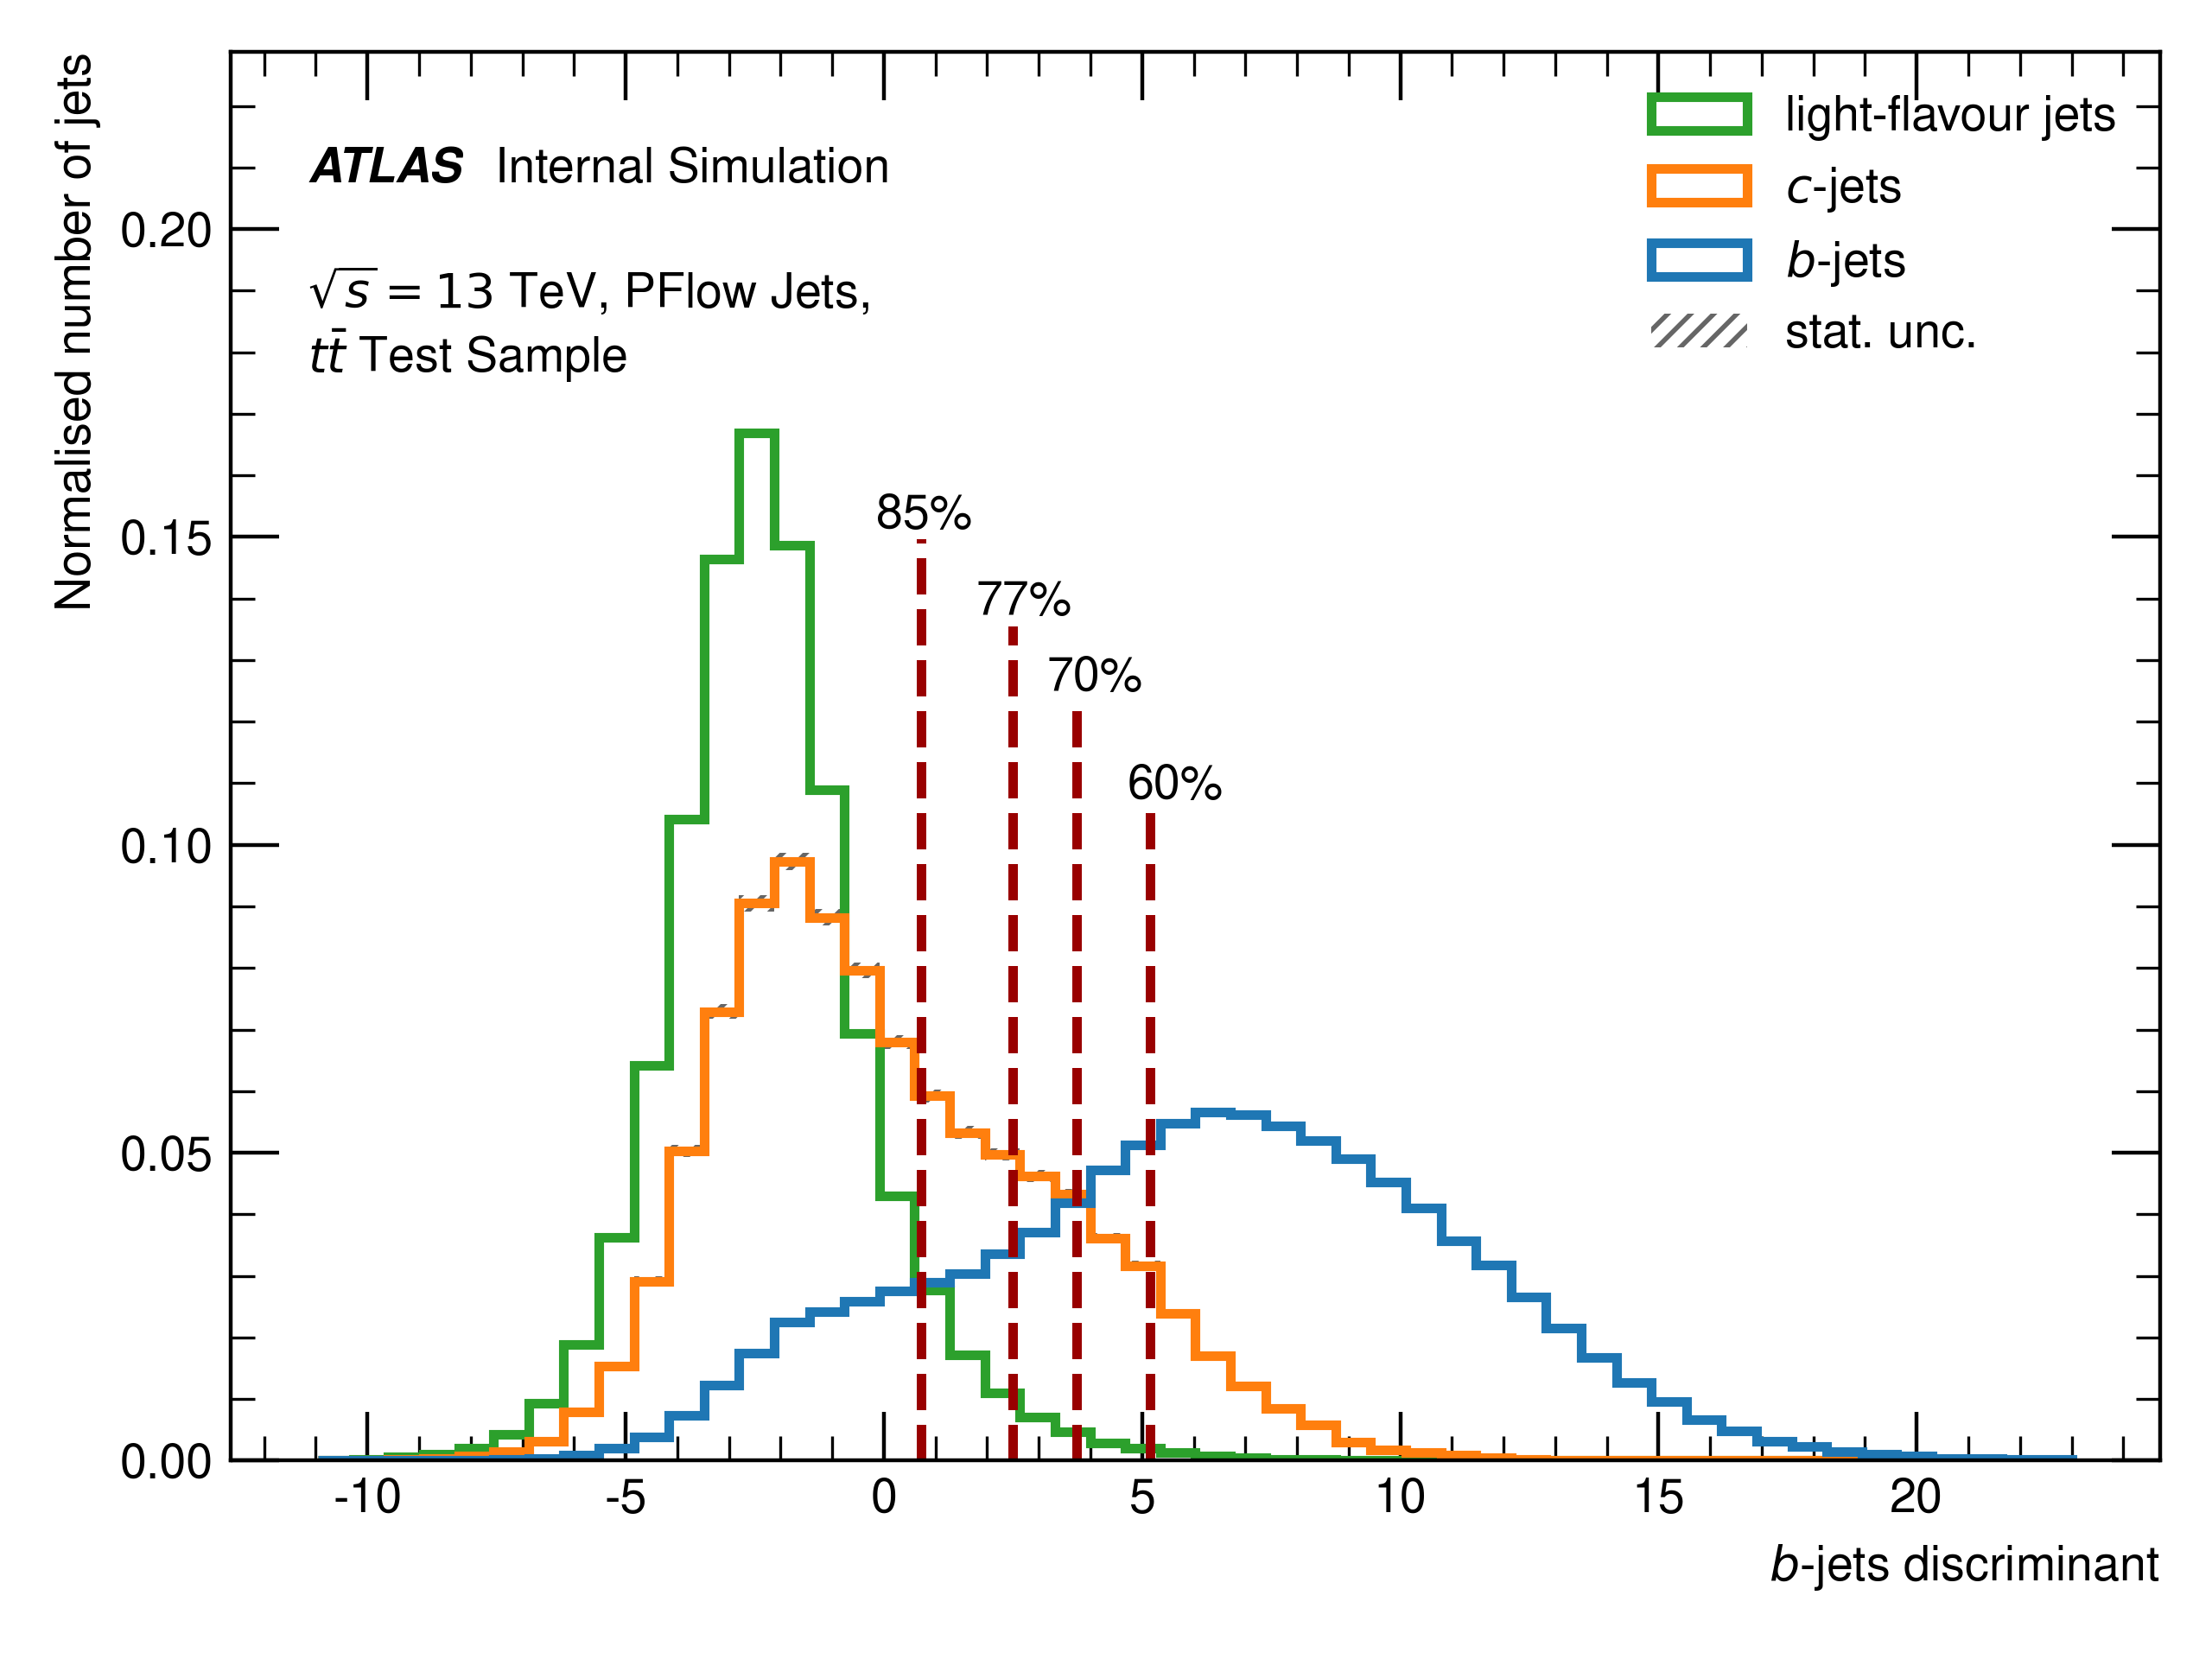 Normalised number of jets
ATLAS Internal Simulation
√s = 13 TeV, PFlow Jets,
tt̄ Test Sample
light-flavour jets
c-jets
b-jets
stat. unc.
85%
77%
70%
60%
0.20
0.15
0.10
0.05
0.00
-10 -5 0 5 10 15 20
b-jets discriminant